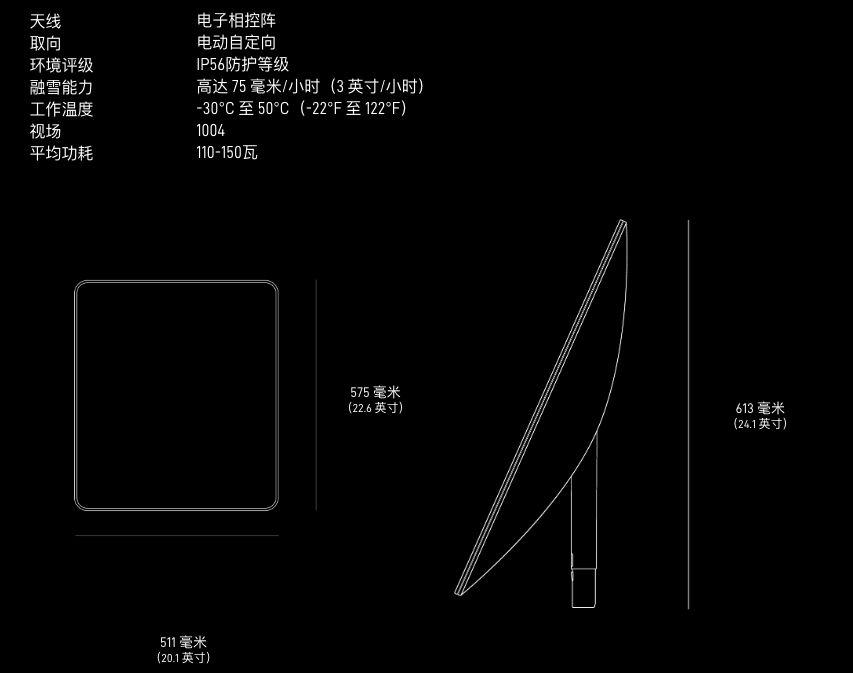 天线 电子相控阵
取向 电动自定向
环境评级 IP56防护等级
融雪能力 高达 75 毫米/小时（3 英寸/小时）
工作温度 -30°C 至 50°C（-22°F 至 122°F）
视场 1004
平均功耗 110-150瓦
575 毫米
（22.6 英寸）
613 毫米
（24.1 英寸）
511 毫米
（20.1 英寸）